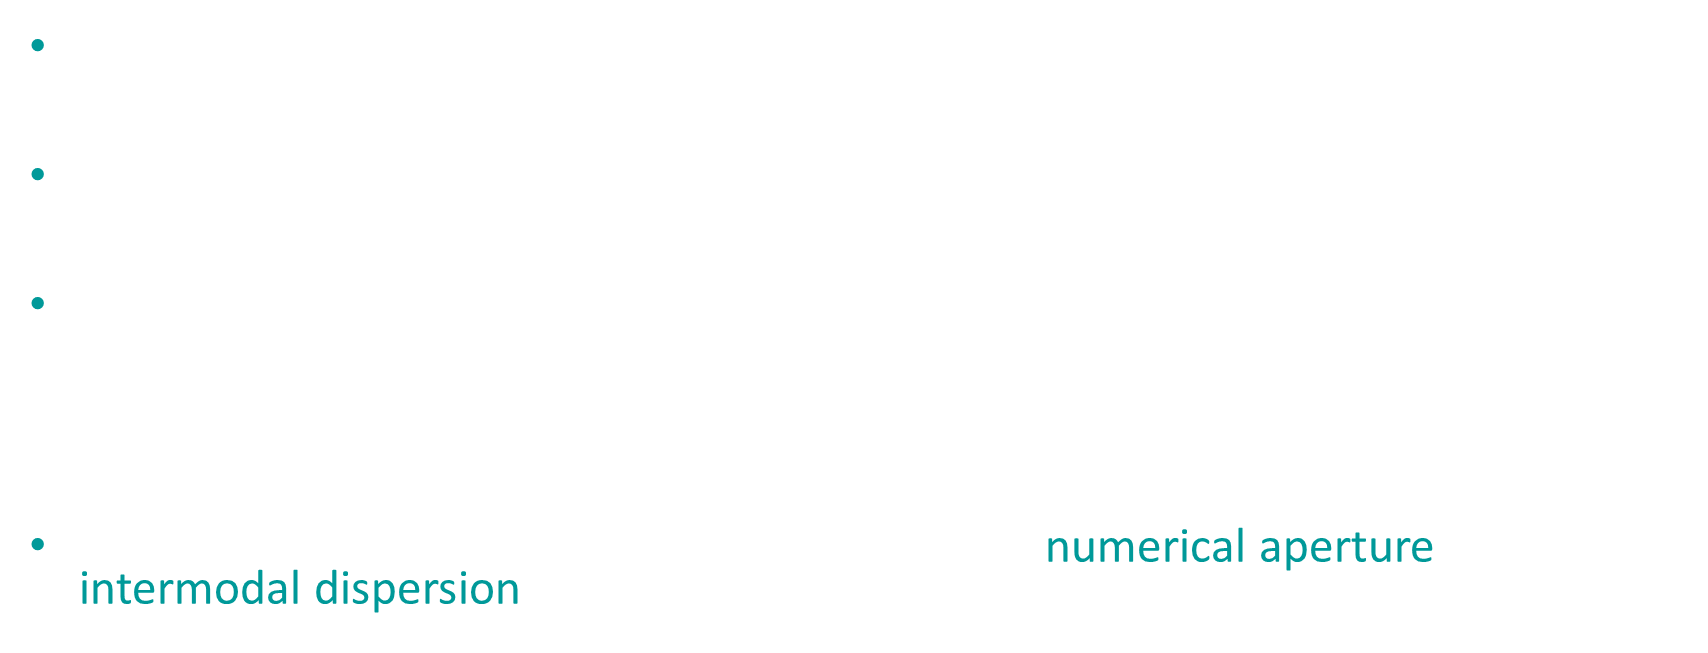 •
•
•
• numerical aperture
intermodal dispersion